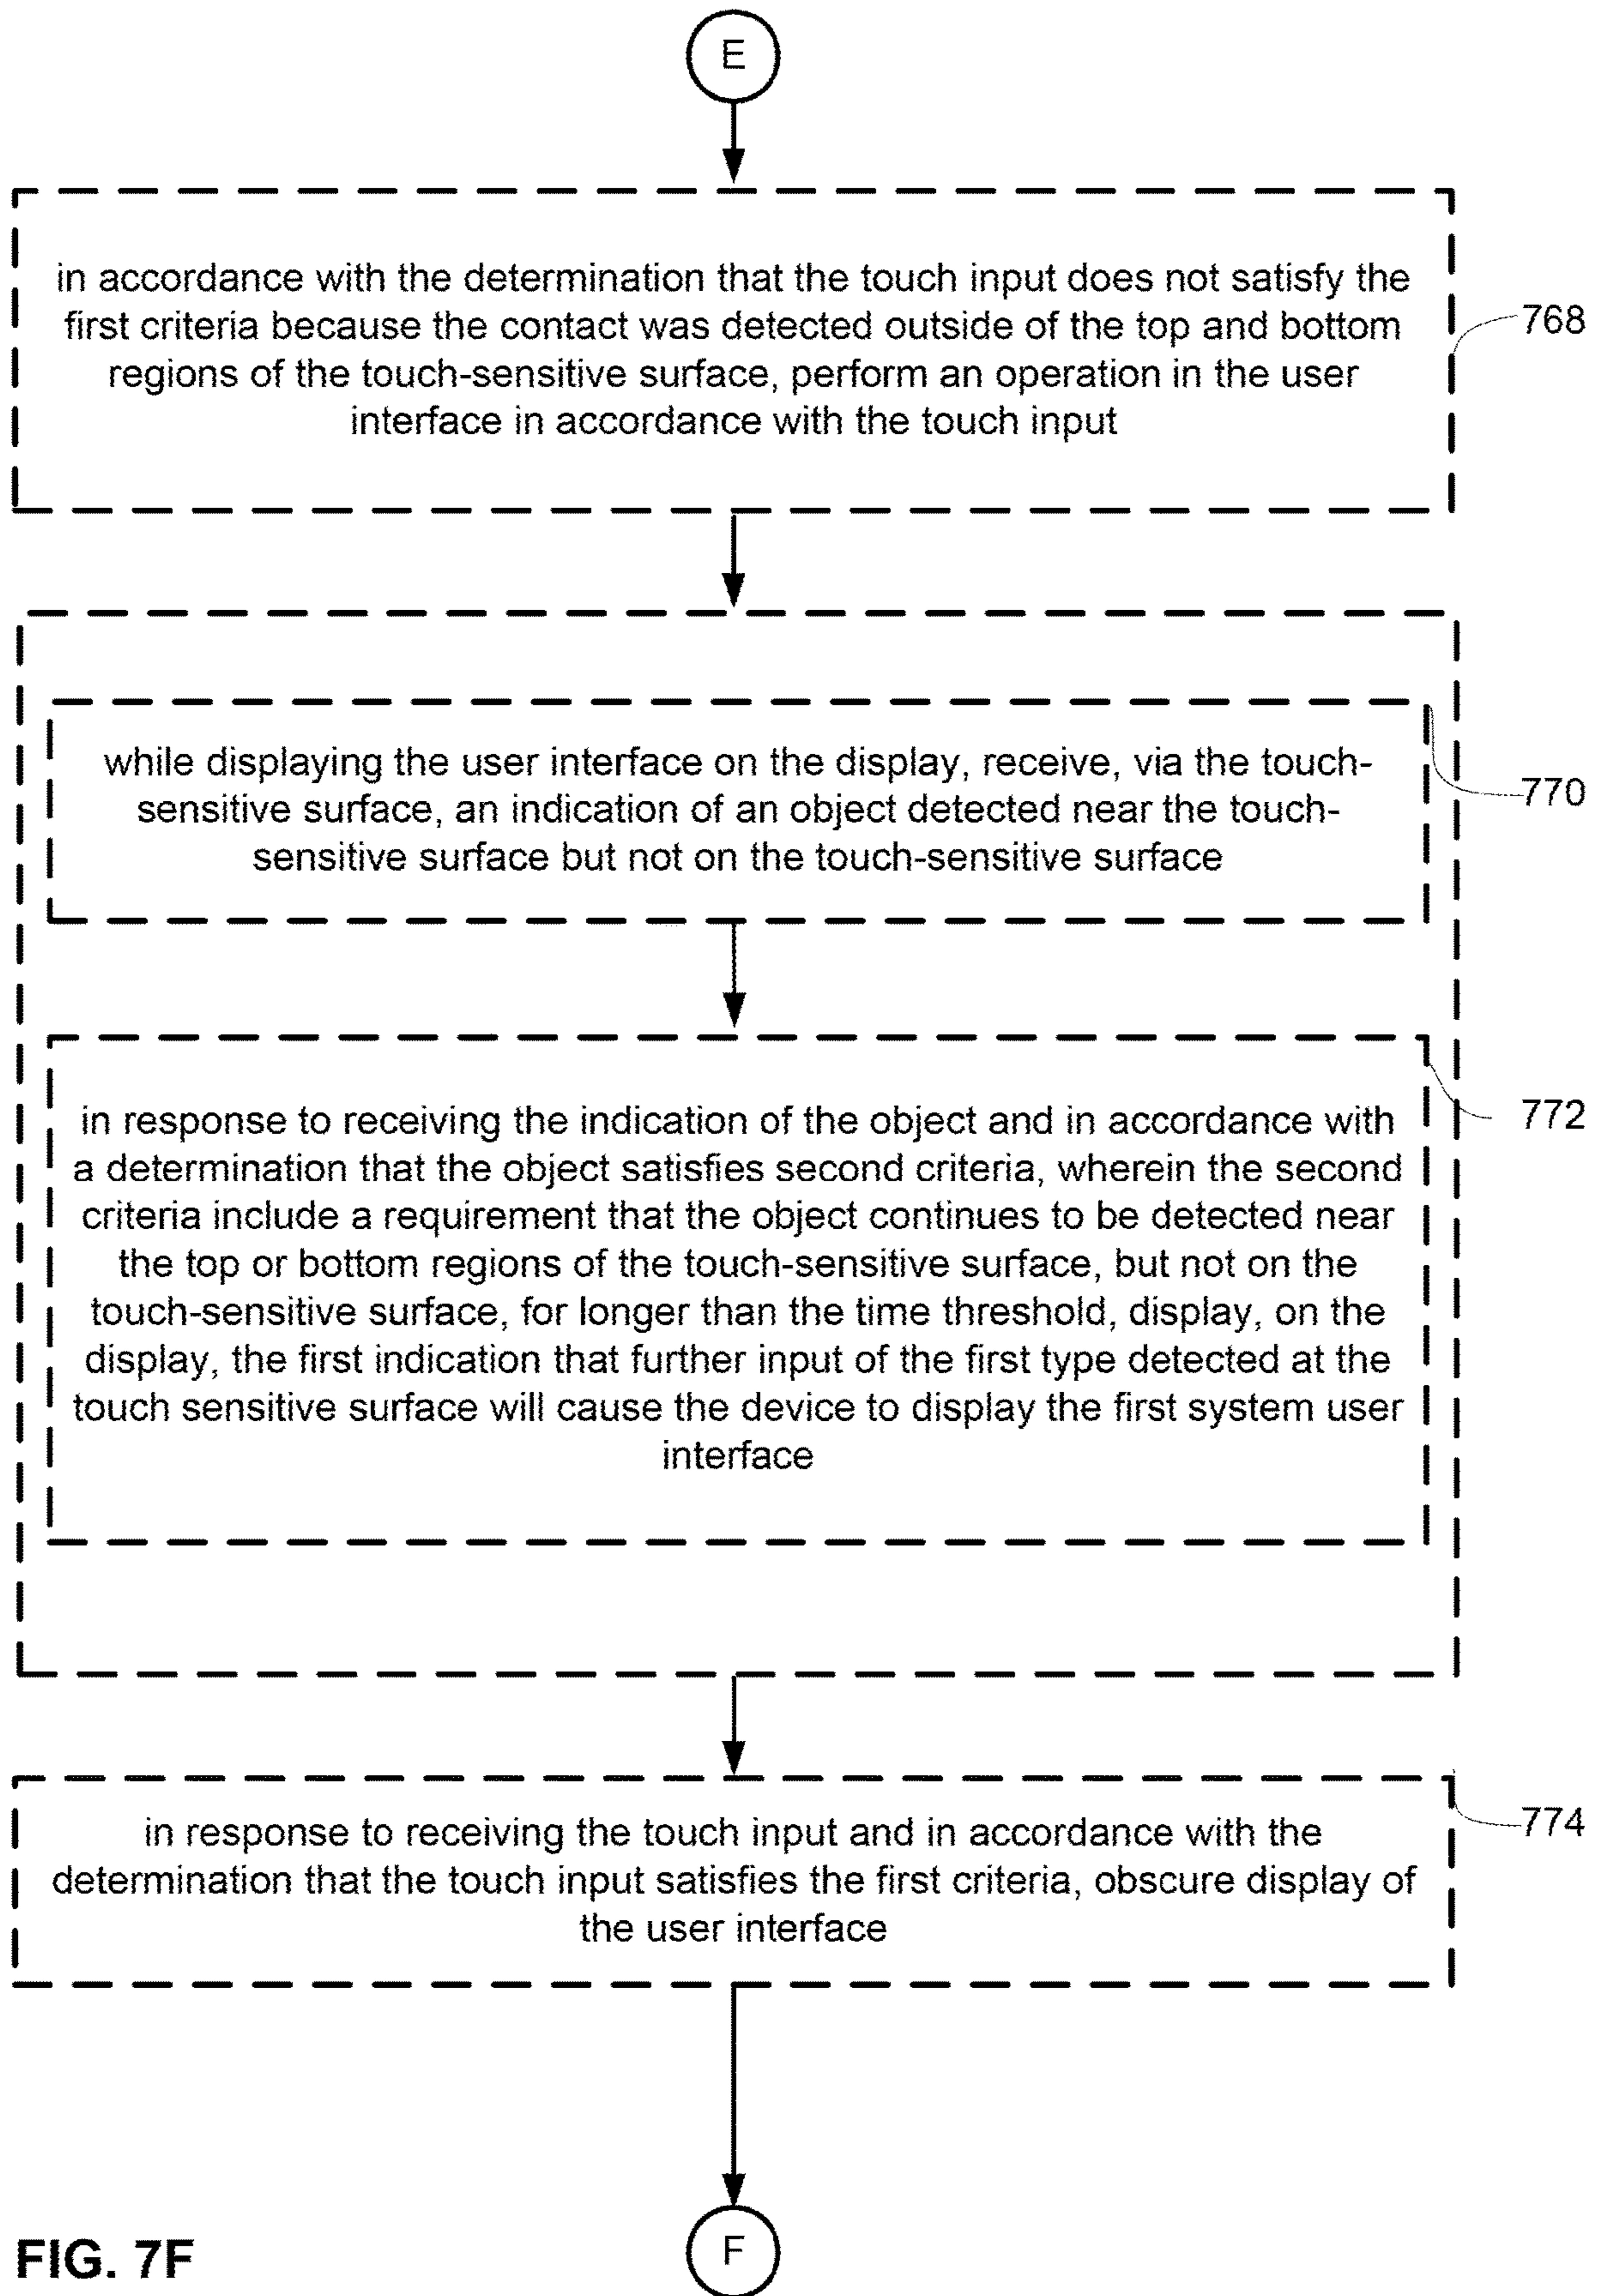 E
in accordance with the determination that the touch input does not satisfy the
first criteria because the contact was detected outside of the top and bottom
regions of the touch-sensitive surface, perform an operation in the user
interface in accordance with the touch input
768
while displaying the user interface on the display, receive, via the touch-
sensitive surface, an indication of an object detected near the touch-
sensitive surface but not on the touch-sensitive surface
770
in response to receiving the indication of the object and in accordance with
a determination that the object satisfies second criteria, wherein the second
criteria include a requirement that the object continues to be detected near
the top or bottom regions of the touch-sensitive surface, but not on the
touch-sensitive surface, for longer than the time threshold, display, on the
display, the first indication that further input of the first type detected at the
touch sensitive surface will cause the device to display the first system user
interface
772
in response to receiving the touch input and in accordance with the
determination that the touch input satisfies the first criteria, obscure display of
the user interface
774
F
FIG. 7F